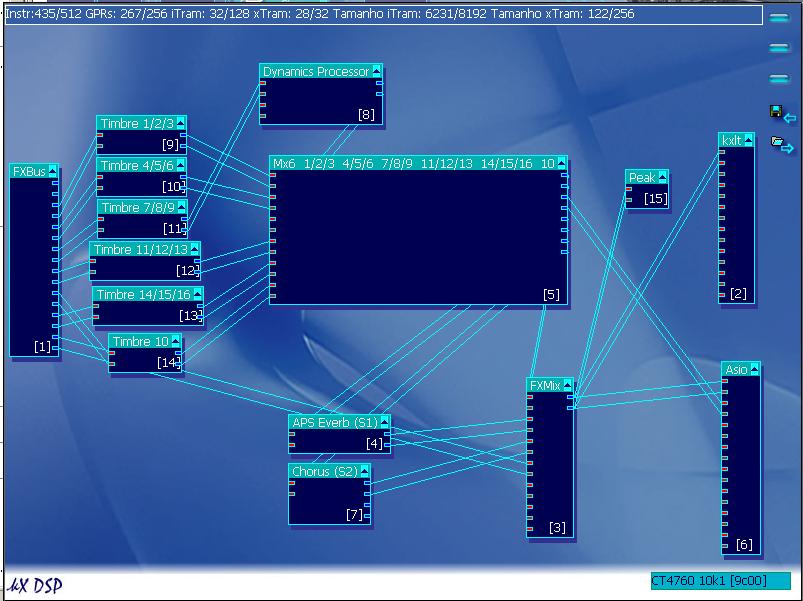 Instr:435/512 GPRs: 267/256 iTram: 32/128 xTram: 28/32 Tamanho iTram: 6231/8192 Tamanho xTram: 122/256
Dynamics Processor
[8]
Timbre 1/2/3
[9]
kxlt
[2]
Mx6 1/2/3 4/5/6 7/8/9 11/12/13 14/15/16 10
[5]
Timbre 4/5/6
[10]
FXBus
[1]
Peak
[15]
Timbre 7/8/9
[11]
Timbre 11/12/13
[12]
Timbre 14/15/16
[13]
Timbre 10
[14]
Asio
[6]
FXMix
[3]
APS Everb (S1)
[4]
Chorus (S2)
[7]
µX DSP
CT4760 10k1 [9c00]